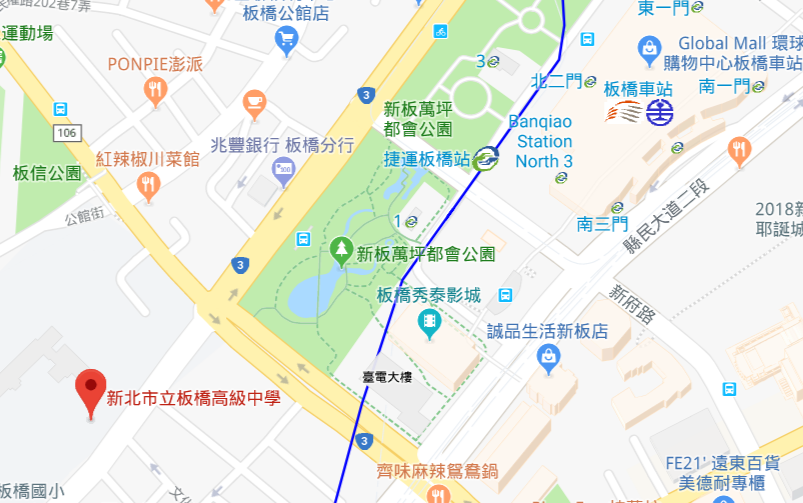 東一門
板橋公館店
運動場
Global Mall 環球
購物中心板橋車站
PONPIE澎派
3
北二門
板橋車站
南一門
3
新板萬坪
都會公園
106
Banqiao
Station
North 3
兆豐銀行 板橋分行
捷運板橋站
紅辣椒川菜館
板信公園
公館街
1
南三門
縣民大道二段
2018新
耶誕城
新板萬坪都會公園
3
板橋秀泰影城
新府路
誠品生活新板店
臺電大樓
新北市立板橋高級中學
3
齊味麻辣鴛鴦鍋
FE21' 遠東百貨
美德耐專櫃
板橋國小